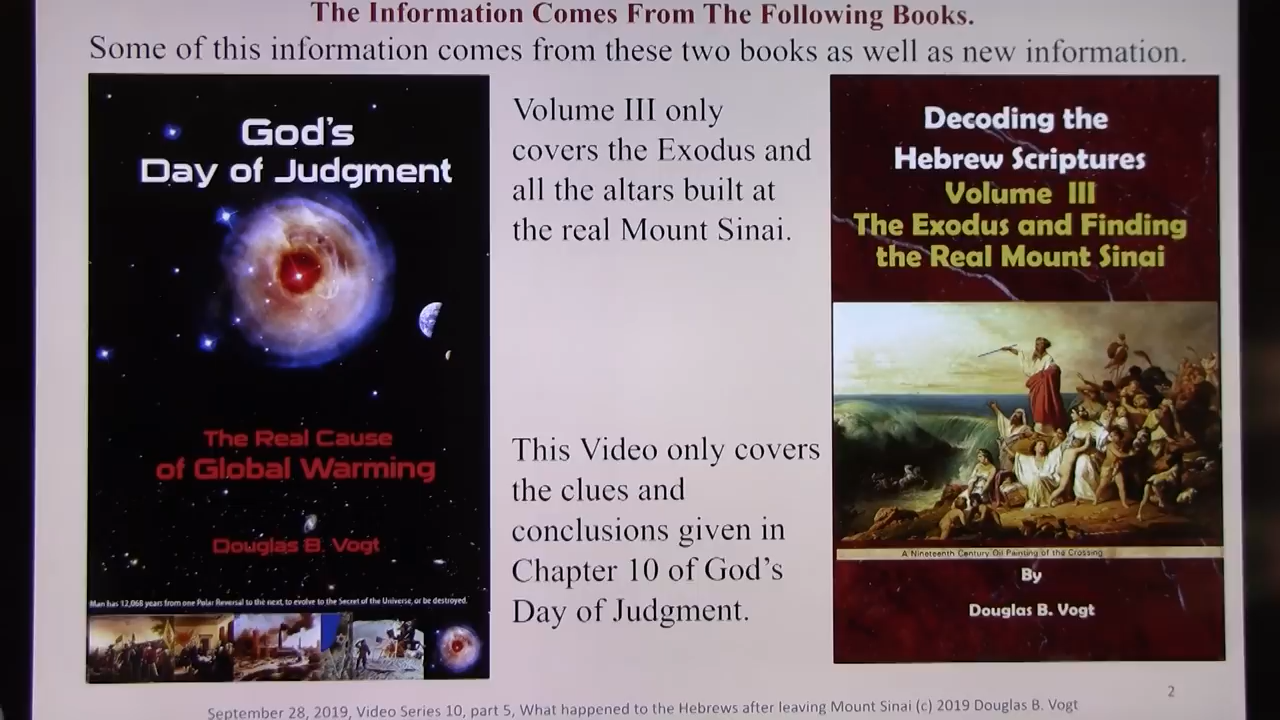 The Information Comes From The Following Books.
Some of this information comes from these two books as well as new information.
God's
Day of Judgment
The Real Cause
of Global Warming
Douglas B. Vogt
Man has 12,068 years from one Polar Reversal to the next, to evolve to the Secret of the Universe, or be destroyed.
Volume III only
covers the Exodus and
all the altars built at
the real Mount Sinai.
This Video only covers
the clues and
conclusions given in
Chapter 10 of God's
Day of Judgment.
Decoding the
Hebrew Scriptures
Volume III
The Exodus and Finding
the Real Mount Sinai
A Nineteenth Century Oil Painting of the Crossing
By
Douglas B. Vogt
2
September 28, 2019, Video Series 10, part 5, What happened to the Hebrews after leaving Mount Sinai (c) 2019 Douglas B. Vogt